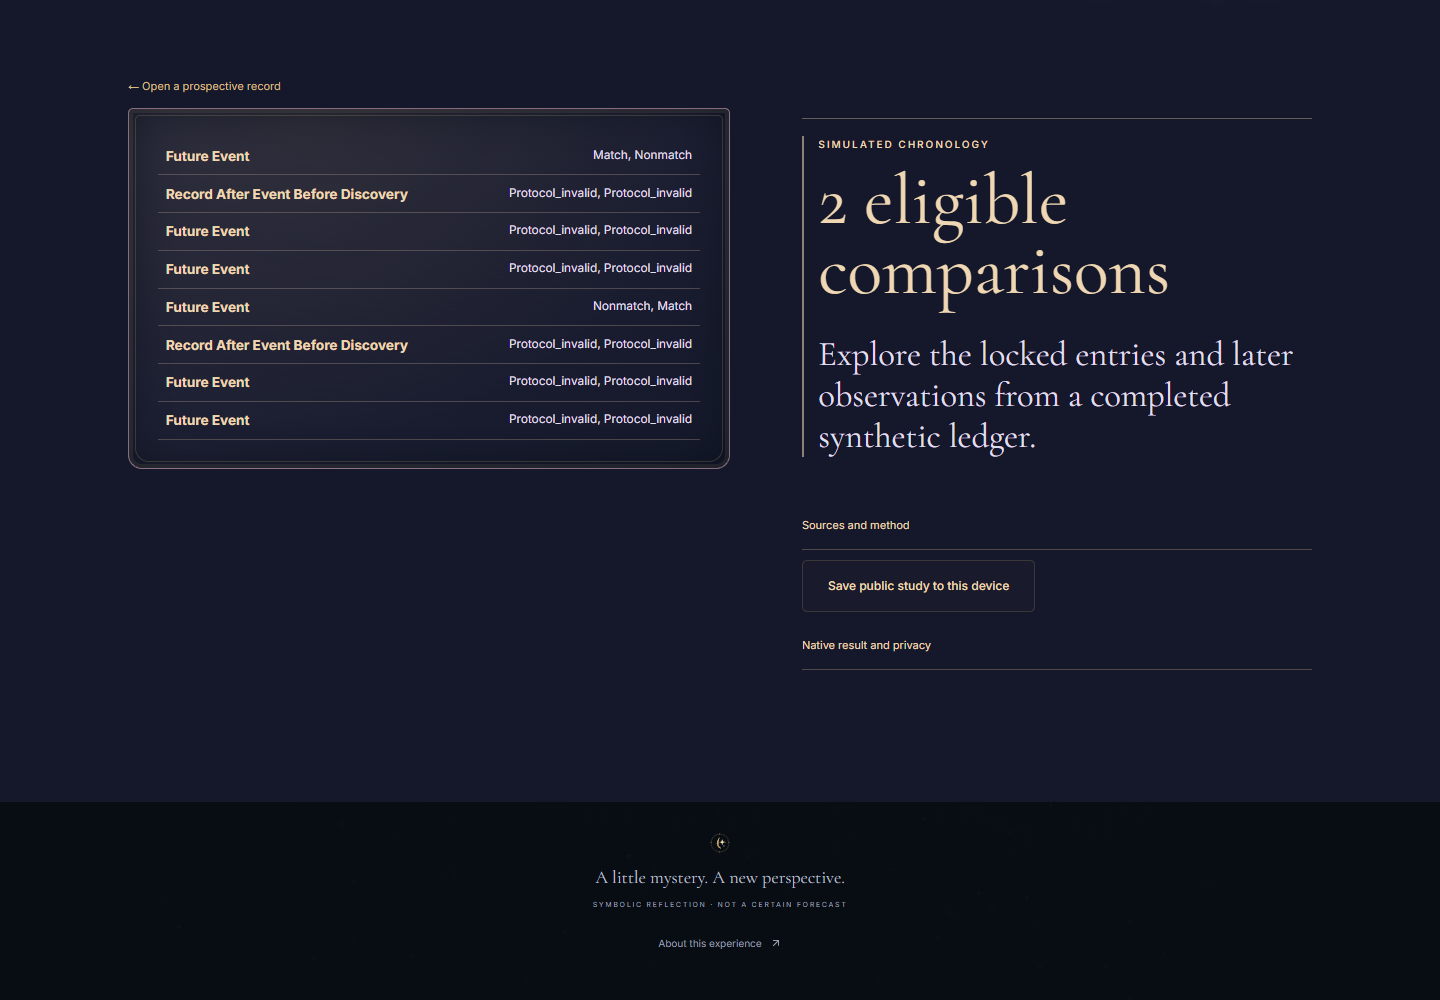 ← Open a prospective record
Future Event Match, Nonmatch
Record After Event Before Discovery Protocol_invalid, Protocol_invalid
Future Event Protocol_invalid, Protocol_invalid
Future Event Protocol_invalid, Protocol_invalid
Future Event Nonmatch, Match
Record After Event Before Discovery Protocol_invalid, Protocol_invalid
Future Event Protocol_invalid, Protocol_invalid
Future Event Protocol_invalid, Protocol_invalid
SIMULATED CHRONOLOGY
2 eligible
comparisons
Explore the locked entries and later
observations from a completed
synthetic ledger.
Sources and method
Save public study to this device
Native result and privacy
A little mystery. A new perspective.
SYMBOLIC REFLECTION · NOT A CERTAIN FORECAST
About this experience ↗